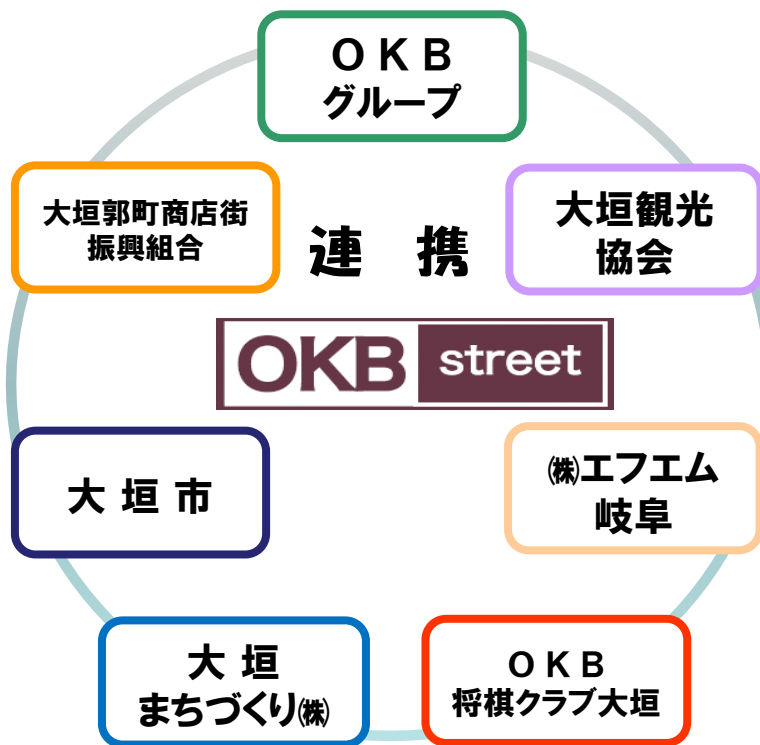 OKB
グループ
大垣郭町商店街
振興組合
連 携
大垣観光
協会
OKB street
大垣市
㈱エフエム
岐阜
大垣
まちづくり㈱
OKB
将棋クラブ大垣